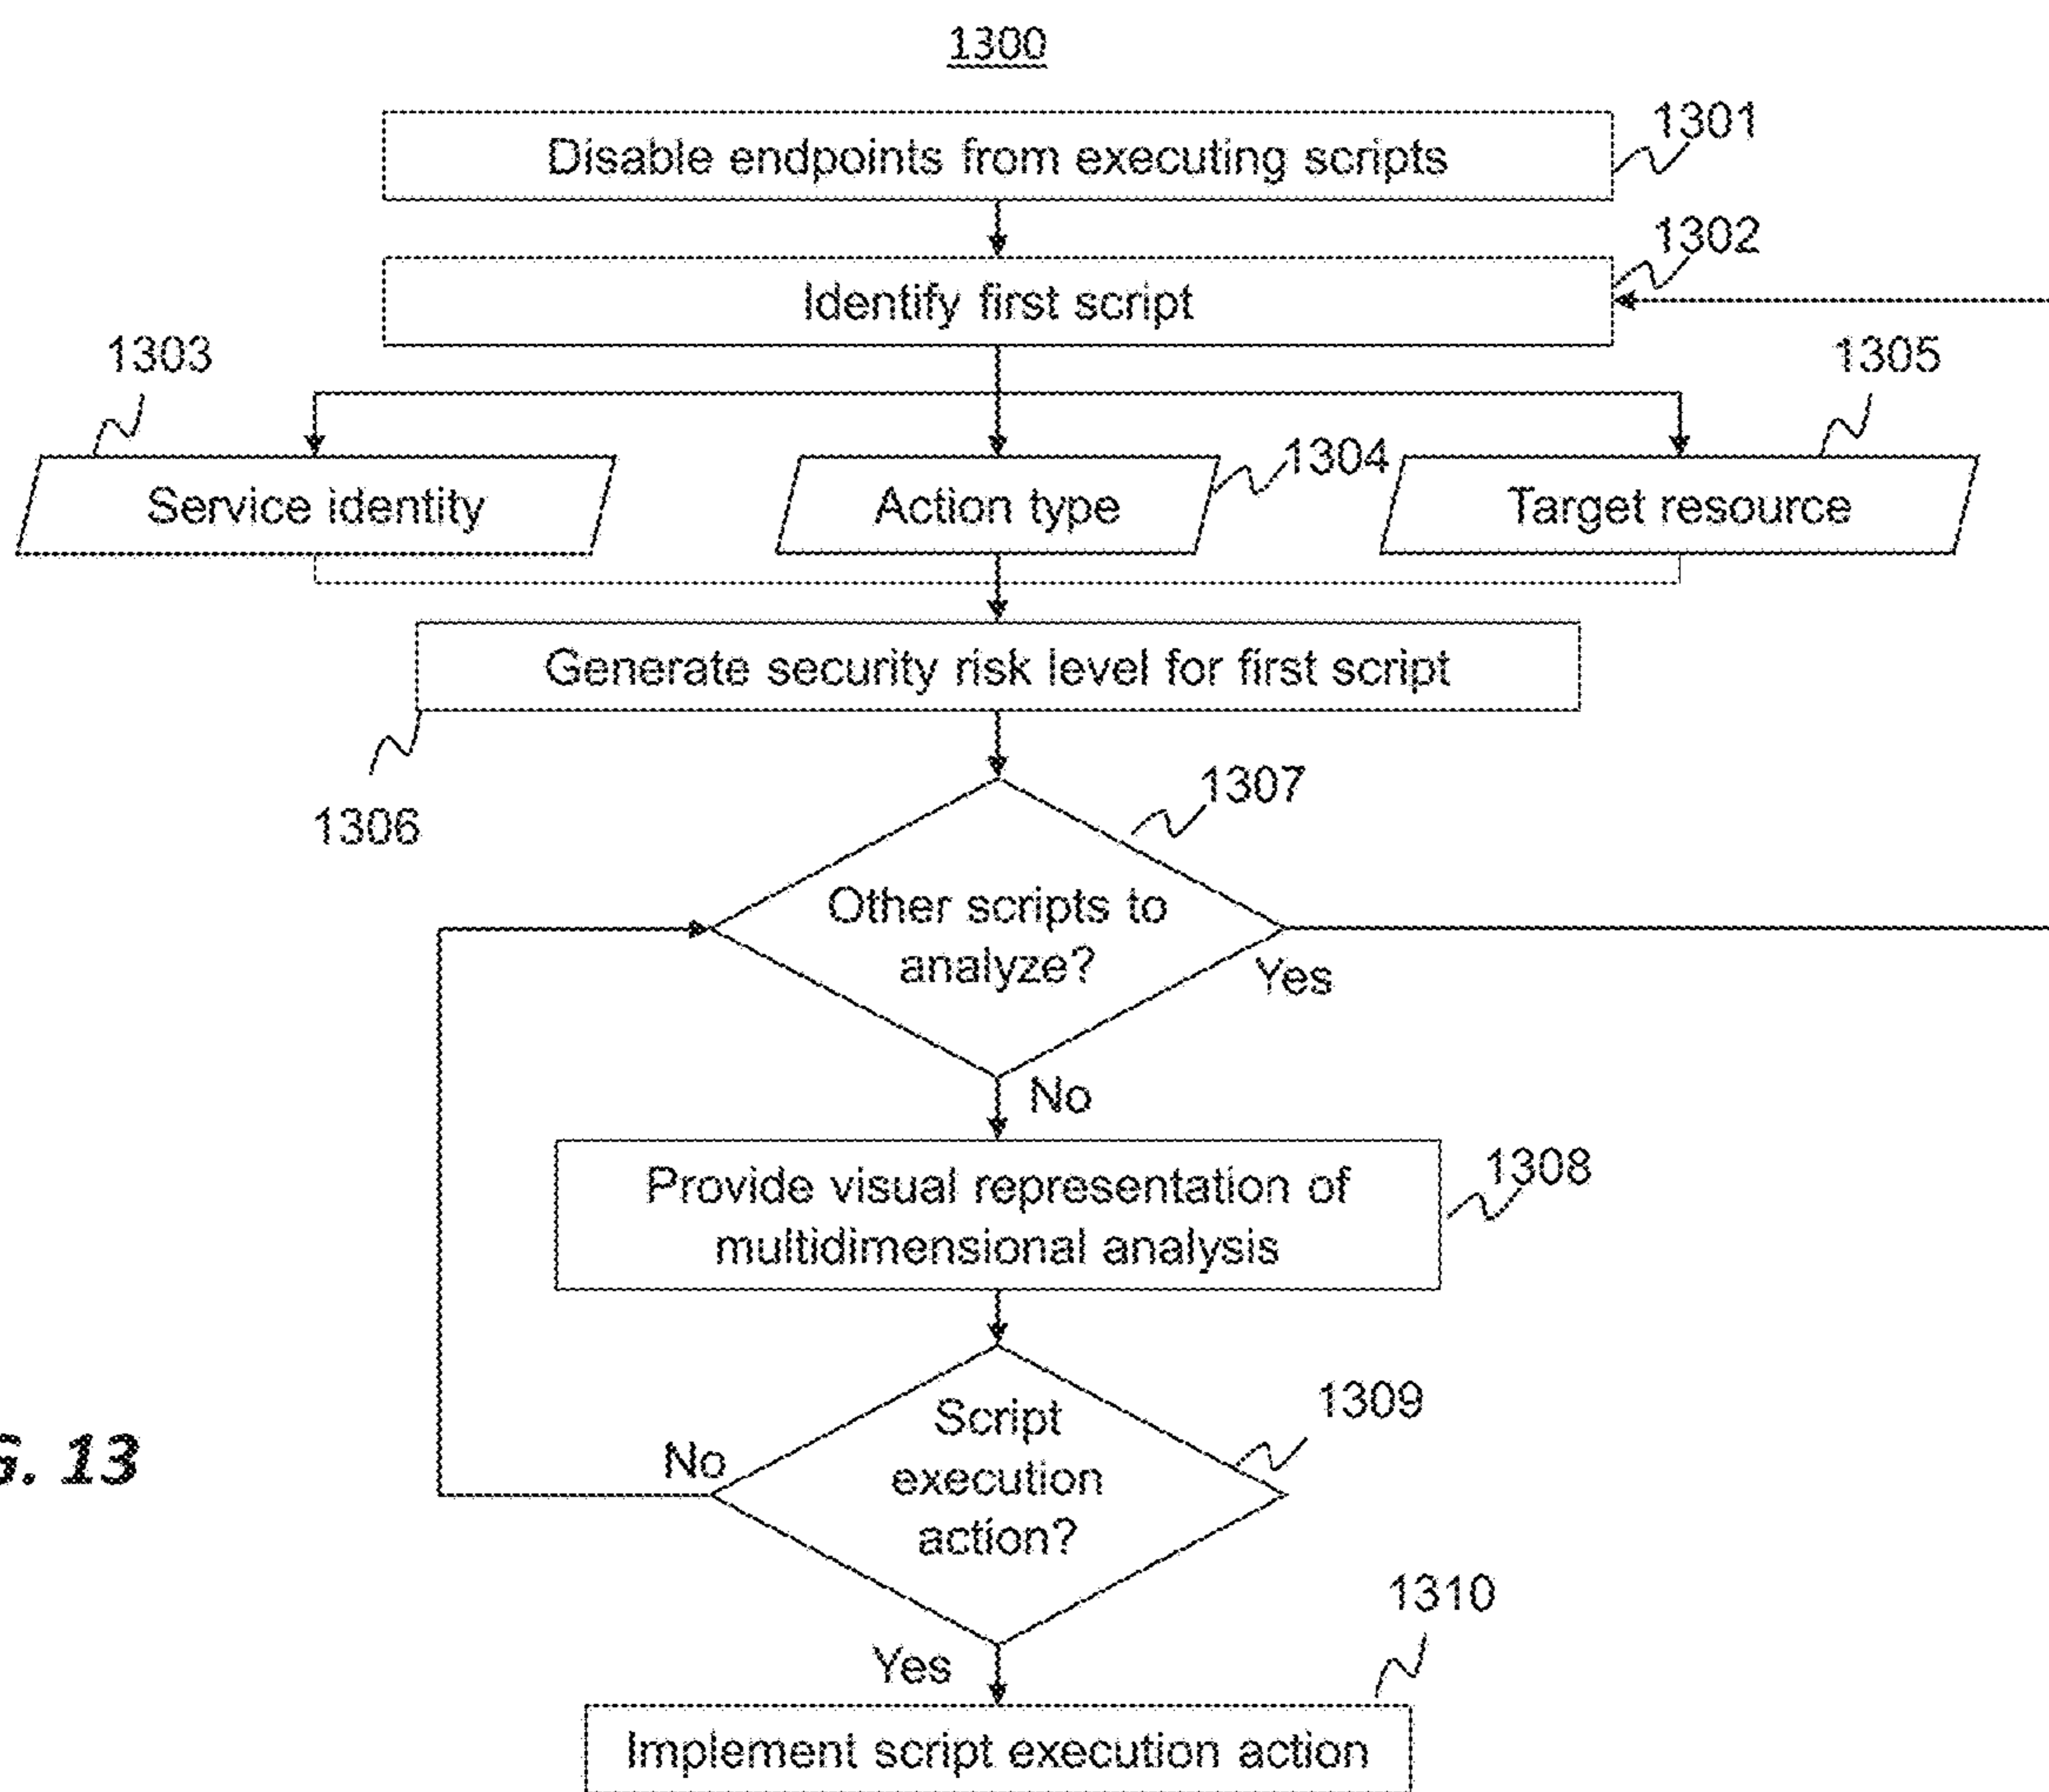 1300
Disable endpoints from executing scripts
1301
1302
Identify first script
1303
1305
1304
Service identity
Action type
Target resource
Generate security risk level for first script
1306
1307
Other scripts to
analyze?
Yes
No
Provide visual representation of
multidimensional analysis
1308
1309
Script
execution
action?
No
G. 13
1310
Yes
Implement script execution action